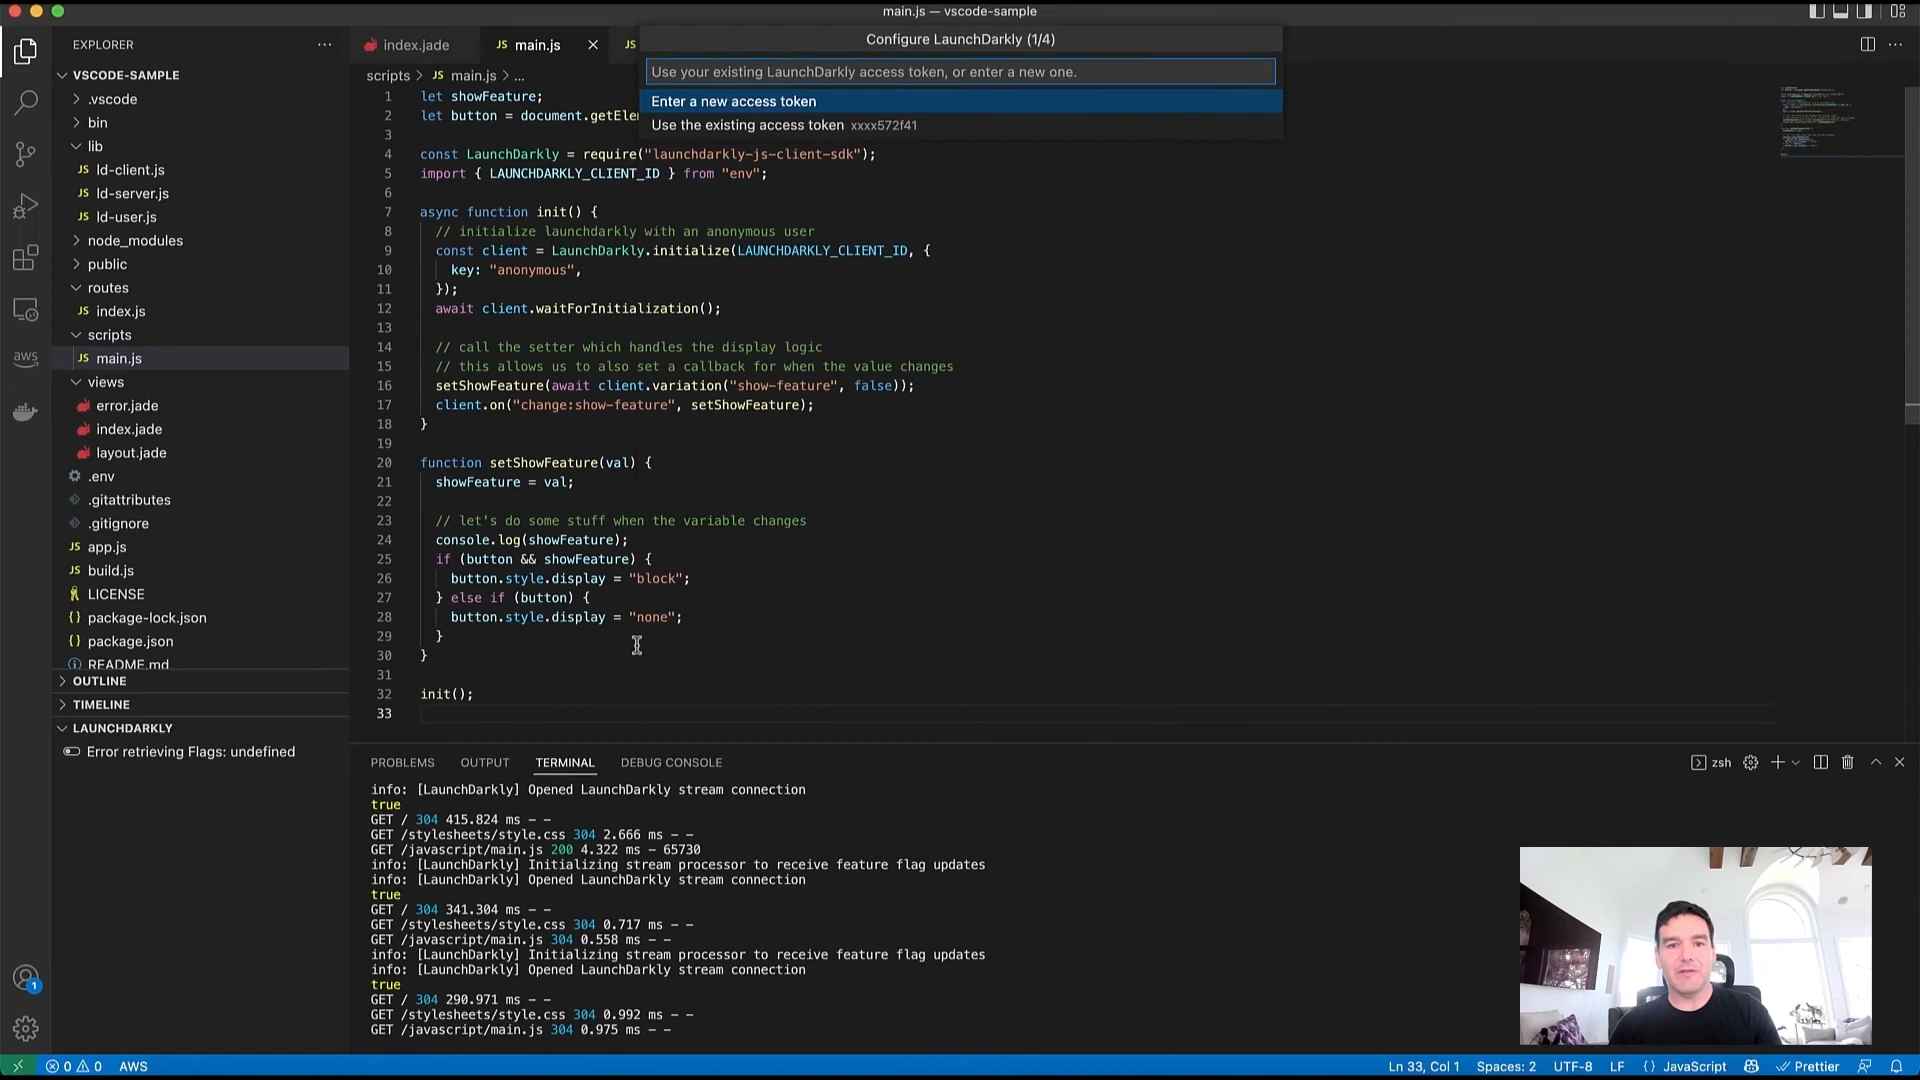 main.js — vscode-sample
EXPLORER
VSCODE-SAMPLE
.vscode
bin
lib
JS ld-client.js
JS ld-server.js
JS ld-user.js
node_modules
public
routes
JS index.js
scripts
JS main.js
views
error.jade
index.jade
layout.jade
.env
.gitattributes
.gitignore
JS app.js
JS build.js
LICENSE
{} package-lock.json
{} package.json
README.md
OUTLINE
TIMELINE
LAUNCHDARKLY
Error retrieving Flags: undefined
aws
1
index.jade
JS main.js
JS
Configure LaunchDarkly (1/4)
Use your existing LaunchDarkly access token, or enter a new one.
Enter a new access token
Use the existing access token xxxx572f41
scripts > JS main.js > ...
1 let showFeature;
2 let button = document.getEle
3
4 const LaunchDarkly = require("launchdarkly-js-client-sdk");
5 import { LAUNCHDARKLY_CLIENT_ID } from "env";
6
7 async function init() {
8 // initialize launchdarkly with an anonymous user
9 const client = LaunchDarkly.initialize(LAUNCHDARKLY_CLIENT_ID, {
10 key: "anonymous",
11 });
12 await client.waitForInitialization();
13
14 // call the setter which handles the display logic
15 // this allows us to also set a callback for when the value changes
16 setShowFeature(await client.variation("show-feature", false));
17 client.on("change:show-feature", setShowFeature);
18 }
19
20 function setShowFeature(val) {
21 showFeature = val;
22
23 // let's do some stuff when the variable changes
24 console.log(showFeature);
25 if (button && showFeature) {
26 button.style.display = "block";
27 } else if (button) {
28 button.style.display = "none";
29 }
30 }
31
32 init();
33
PROBLEMS OUTPUT TERMINAL DEBUG CONSOLE
zsh
info: [LaunchDarkly] Opened LaunchDarkly stream connection
true
GET / 304 415.824 ms - -
GET /stylesheets/style.css 304 2.666 ms - -
GET /javascript/main.js 200 4.322 ms - 65730
info: [LaunchDarkly] Initializing stream processor to receive feature flag updates
info: [LaunchDarkly] Opened LaunchDarkly stream connection
true
GET / 304 341.304 ms - -
GET /stylesheets/style.css 304 0.717 ms - -
GET /javascript/main.js 304 0.558 ms - -
info: [LaunchDarkly] Initializing stream processor to receive feature flag updates
info: [LaunchDarkly] Opened LaunchDarkly stream connection
true
GET / 304 290.971 ms - -
GET /stylesheets/style.css 304 0.992 ms - -
GET /javascript/main.js 304 0.975 ms - -
0 0 AWS
Ln 33, Col 1 Spaces: 2 UTF-8 LF {} JavaScript Prettier